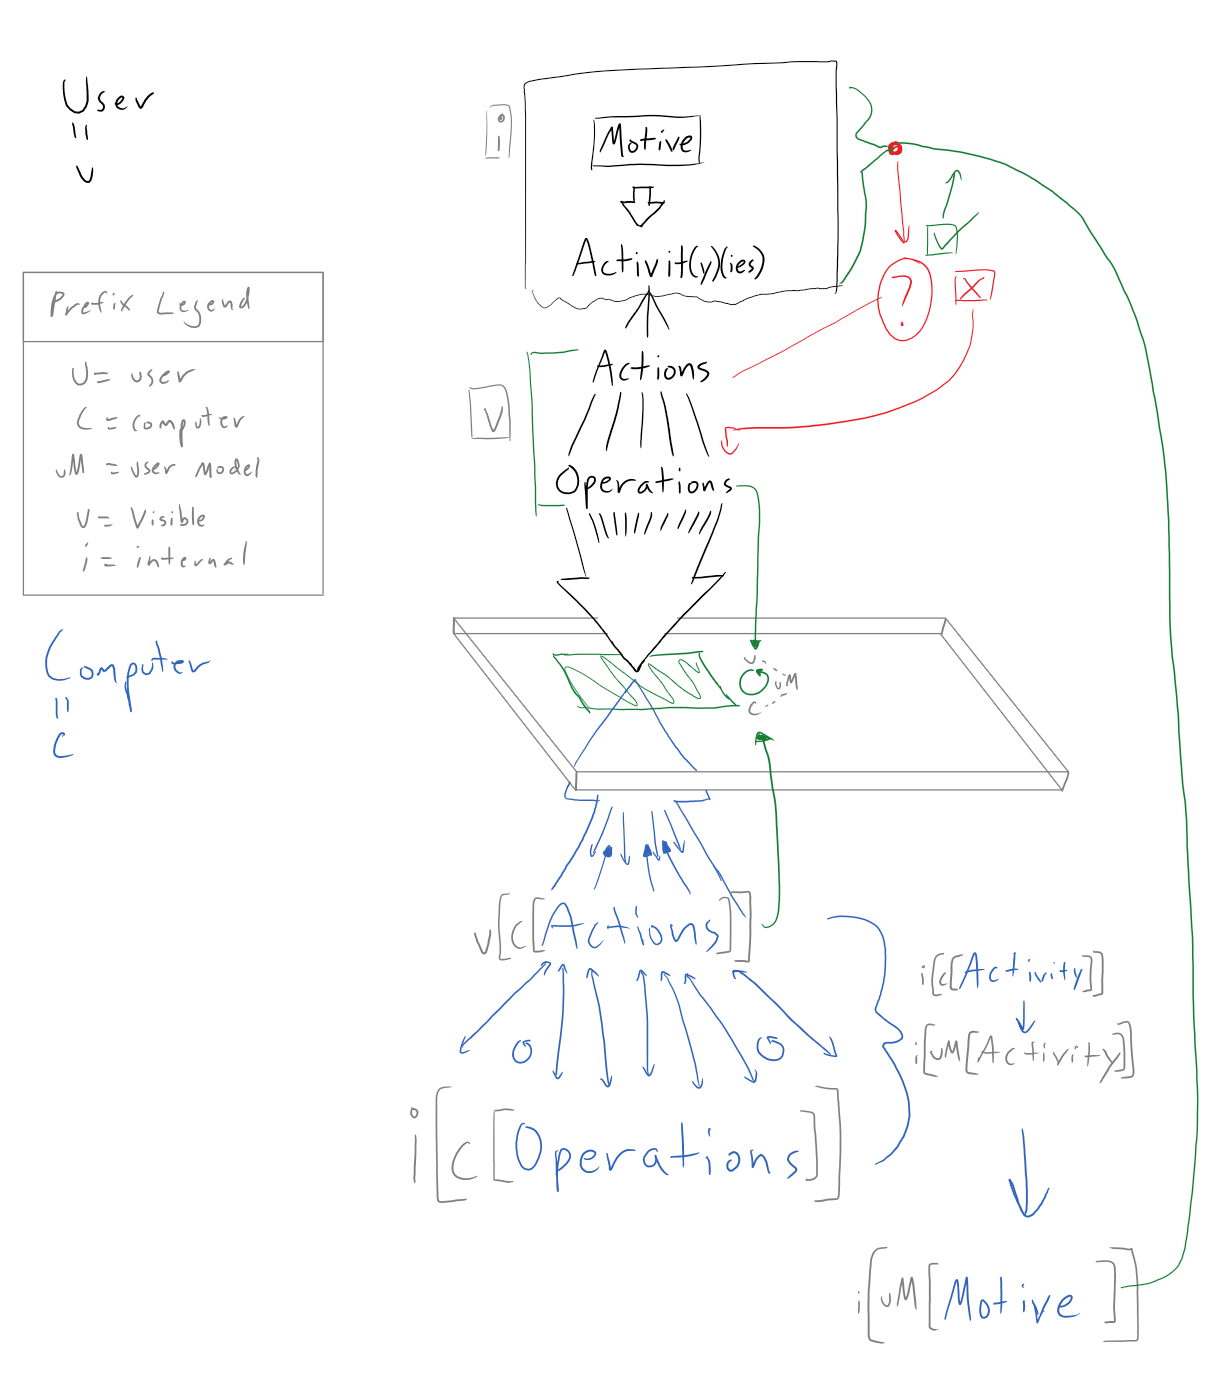 User
=
U
i
Motive
Activit(y)(ies)
?
Prefix Legend
U = user
C = computer
uM = user model
V = Visible
i = internal
Actions
V
Operations
Computer
=
C
U
uM
C
v[c[Actions]]
i[c[Activity]]
i[uM[Activity]]
i[c[Operations]]
i[uM[Motive]]